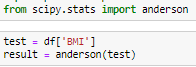 from scipy.stats import anderson
test = df['BMI']
result = anderson(test)